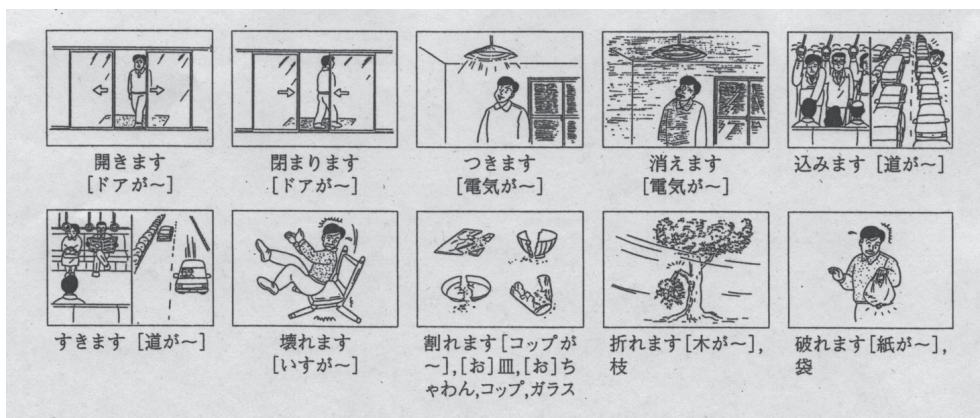 開きます
[ドアが～]
閉まります
[ドアが～]
つきます
[電気が～]
消えます
[電気が～]
込みます [道が～]
すきます [道が～]
壊れます
[いすが～]
割れます[コップが
～],[お]皿,[お]ち
ゃわん,コップ,ガラス
折れます[木が～],
枝
破れます[紙が～],
袋